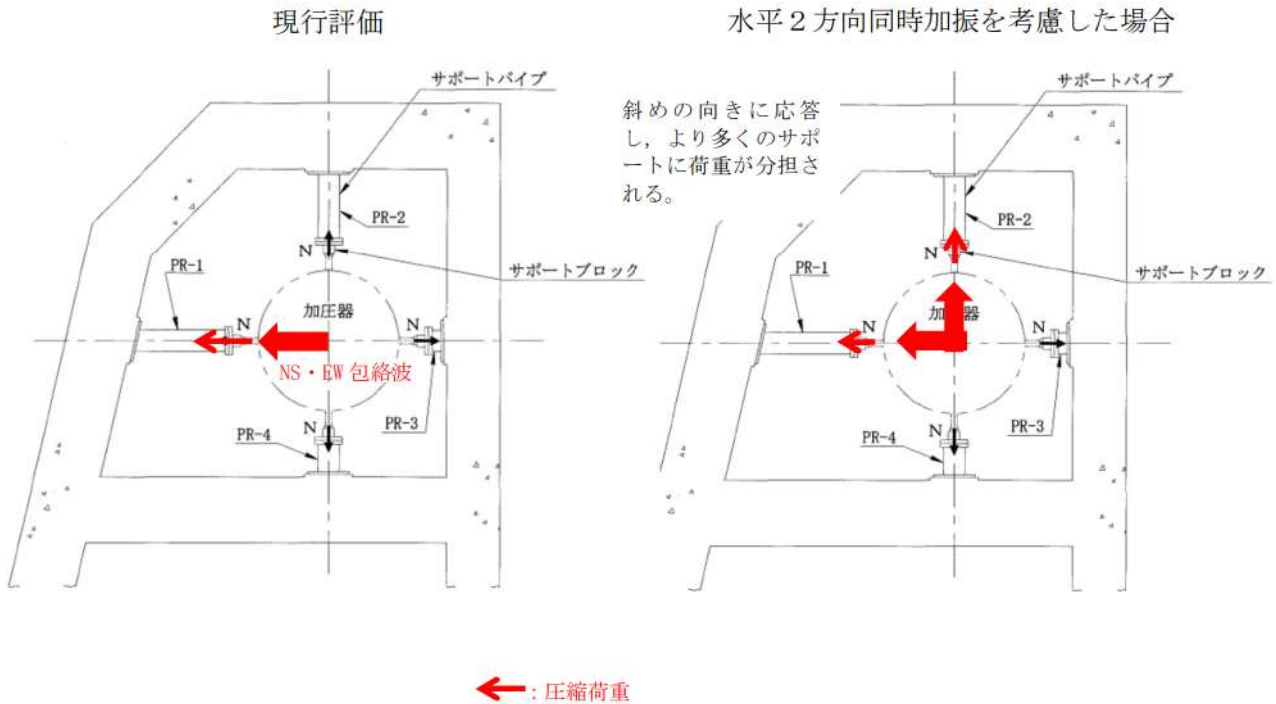 現行評価
水平２方向同時加振を考慮した場合
サポートパイプ
PR-2
N
サポートブロック
PR-1
N
加圧器
N
NS・EW 包絡波
PR-3
PR-4
N
斜めの向きに応答
し，より多くのサポ
ートに荷重が分担さ
れる。
サポートパイプ
PR-2
N
サポートブロック
PR-1
N
加 器
N
PR-3
PR-4
N
：圧縮荷重